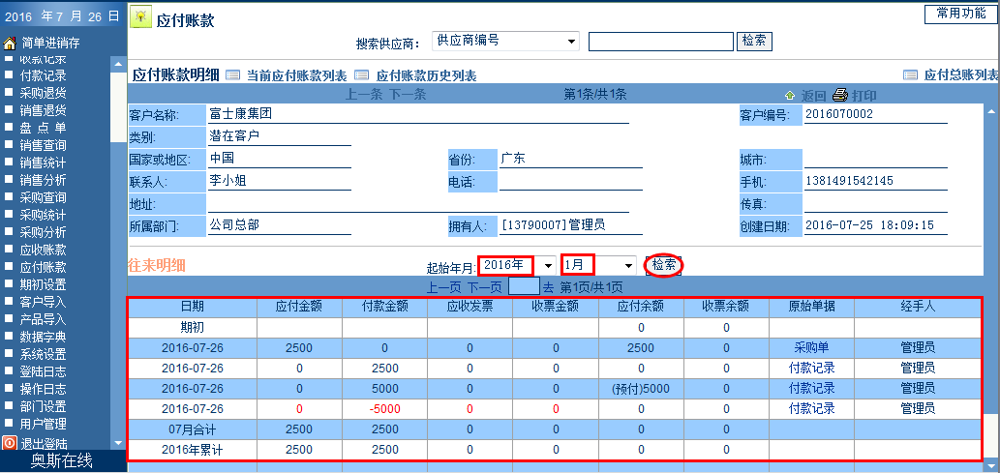 2016 年 7 月 26 日
简单进销存
收款记录
付款记录
采购退货
销售退货
盘 点 单
销售查询
销售统计
销售分析
采购查询
采购统计
采购分析
应收账款
应付账款
期初设置
客户导入
产品导入
数据字典
系统设置
登陆日志
操作日志
部门设置
用户管理
退出登陆
奥斯在线
应付账款
常用功能
搜索供应商: 供应商编号 检索
应付账款明细 当前应付账款列表 应付账款历史列表 应付总账列表
上一条 下一条 第1条/共1条 返回 打印
客户名称: 富士康集团 客户编号: 2016070002
类别: 潜在客户
国家或地区: 中国 省份: 广东 城市:
联系人: 李小姐 电话: 手机: 1381491542145
地址: 传真:
所属部门: 公司总部 拥有人: [13790007]管理员 创建日期: 2016-07-25 18:09:15
往来明细 起始年月: 2016年 1月 检索
上一页 下一页 去 第1页/共1页
日期 应付金额 付款金额 应收发票 收票金额 应付余额 收票余额 原始单据 经手人
期初 0 0
2016-07-26 2500 0 0 0 2500 0 采购单 管理员
2016-07-26 0 2500 0 0 0 0 付款记录 管理员
2016-07-26 0 5000 0 0 (预付)5000 0 付款记录 管理员
2016-07-26 0 -5000 0 0 0 0 付款记录 管理员
07月合计 2500 2500 0 0 0 0
2016年累计 2500 2500 0 0 0 0